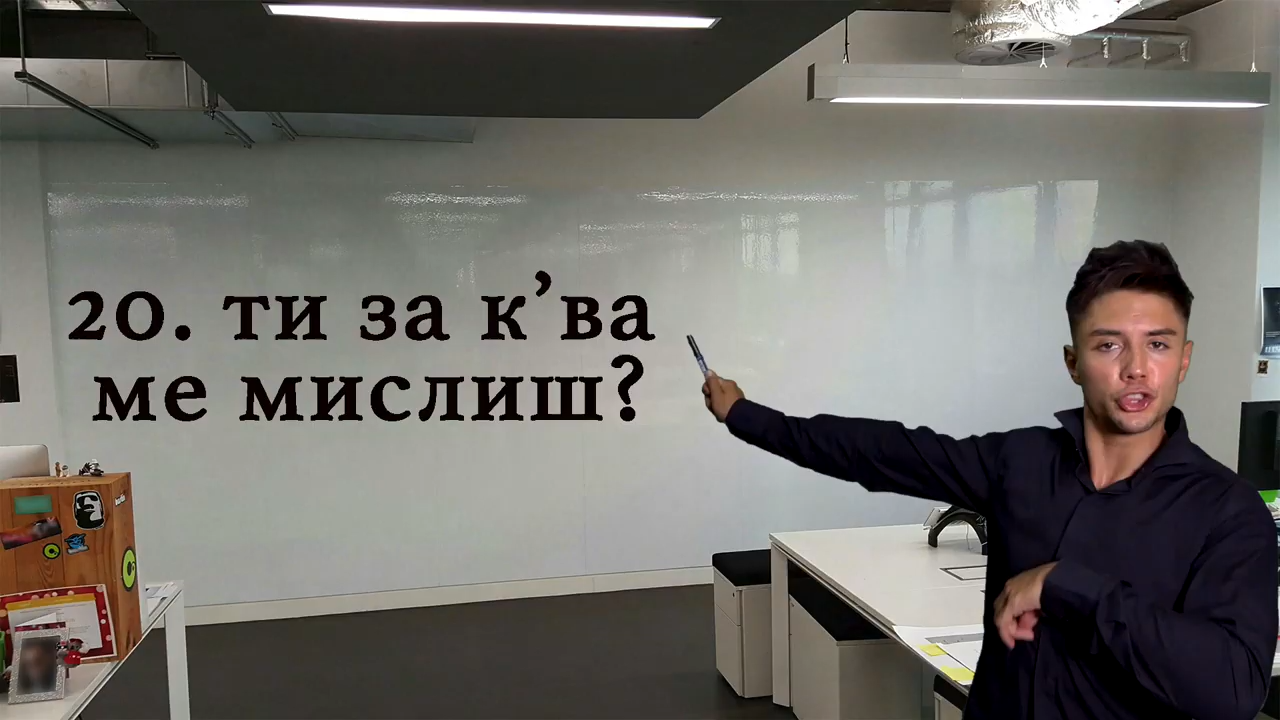 20. ти за к’ва
ме мислиш?